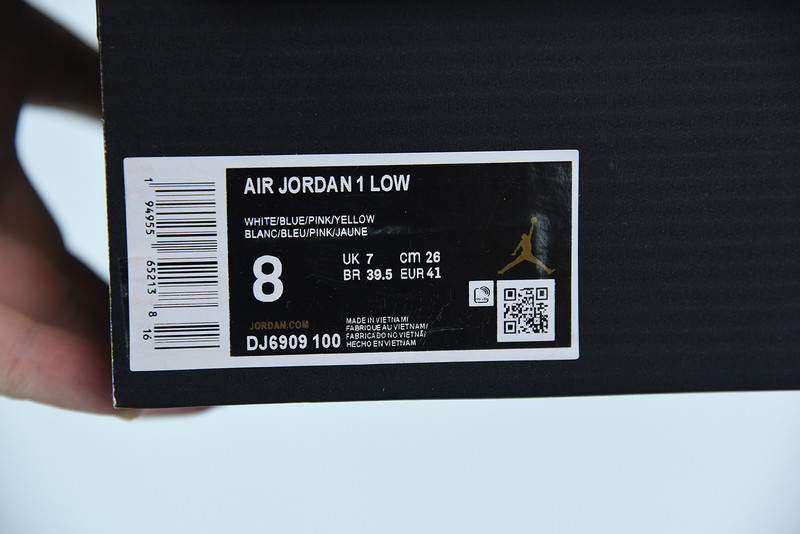 AIR JORDAN 1 LOW
WHITE/BLUE/PINK/YELLOW
BLANC/BLEU/PINK/JAUNE
8
UK 7 cm 26
BR 39.5 EUR 41
JORDAN.COM
DJ6909 100
MADE IN VIETNAM/
FABRIQUE AU VIETNAM/
FABRICADO NO VIETNÃ/
HECHO EN VIETNAM
1 94955 65213 8 16